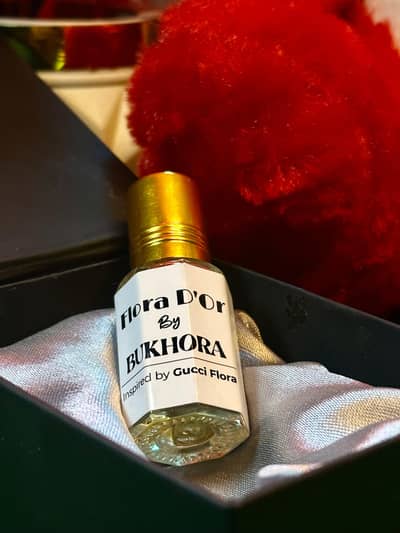 Flora D'Or
By
BUKHORA
Inspired by Gucci Flora